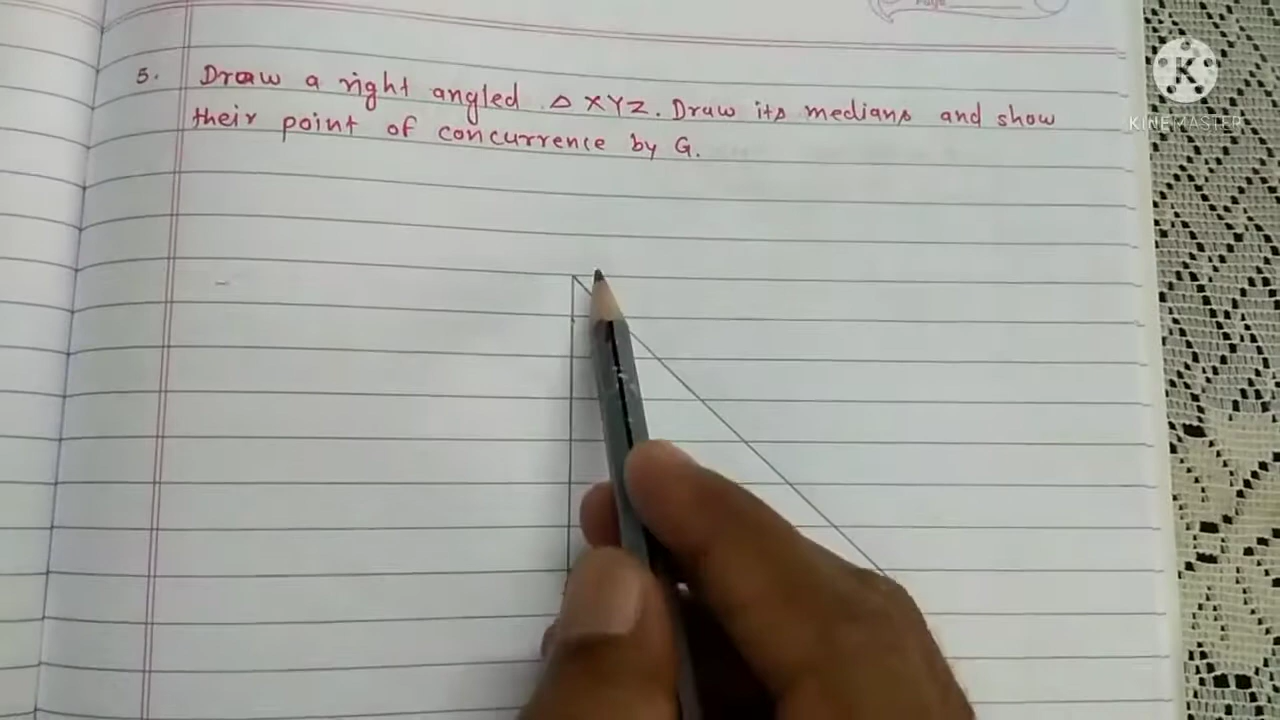 5. Draw a right angled △ XYZ. Draw its medians and show
their point of concurrence by G.
K
KINEMASTER